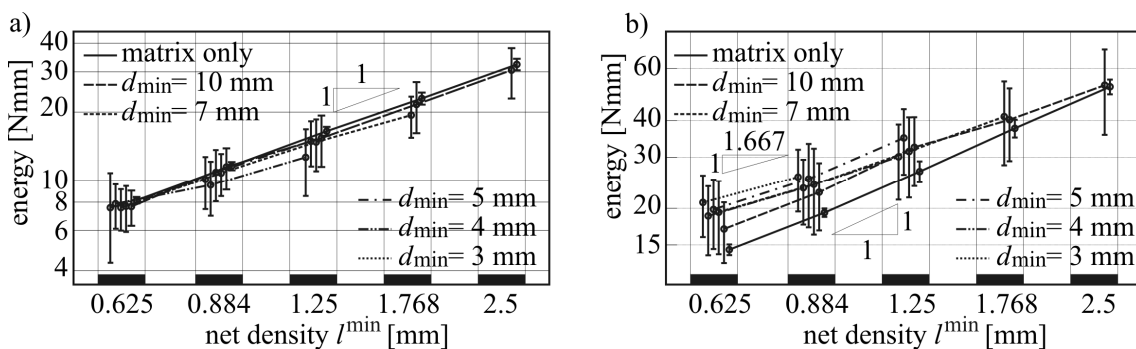 a)
energy [Nmm]
40
30
20
10
8
6
4
matrix only
dmin= 10 mm
dmin= 7 mm
1
1
dmin= 5 mm
dmin= 4 mm
dmin= 3 mm
0.625 0.884 1.25 1.768 2.5
net density lmin [mm]
b)
energy [Nmm]
60
40
30
20
15
matrix only
dmin= 10 mm
dmin= 7 mm
1.667
1
1
1
dmin= 5 mm
dmin= 4 mm
dmin= 3 mm
0.625 0.884 1.25 1.768 2.5
net density lmin [mm]